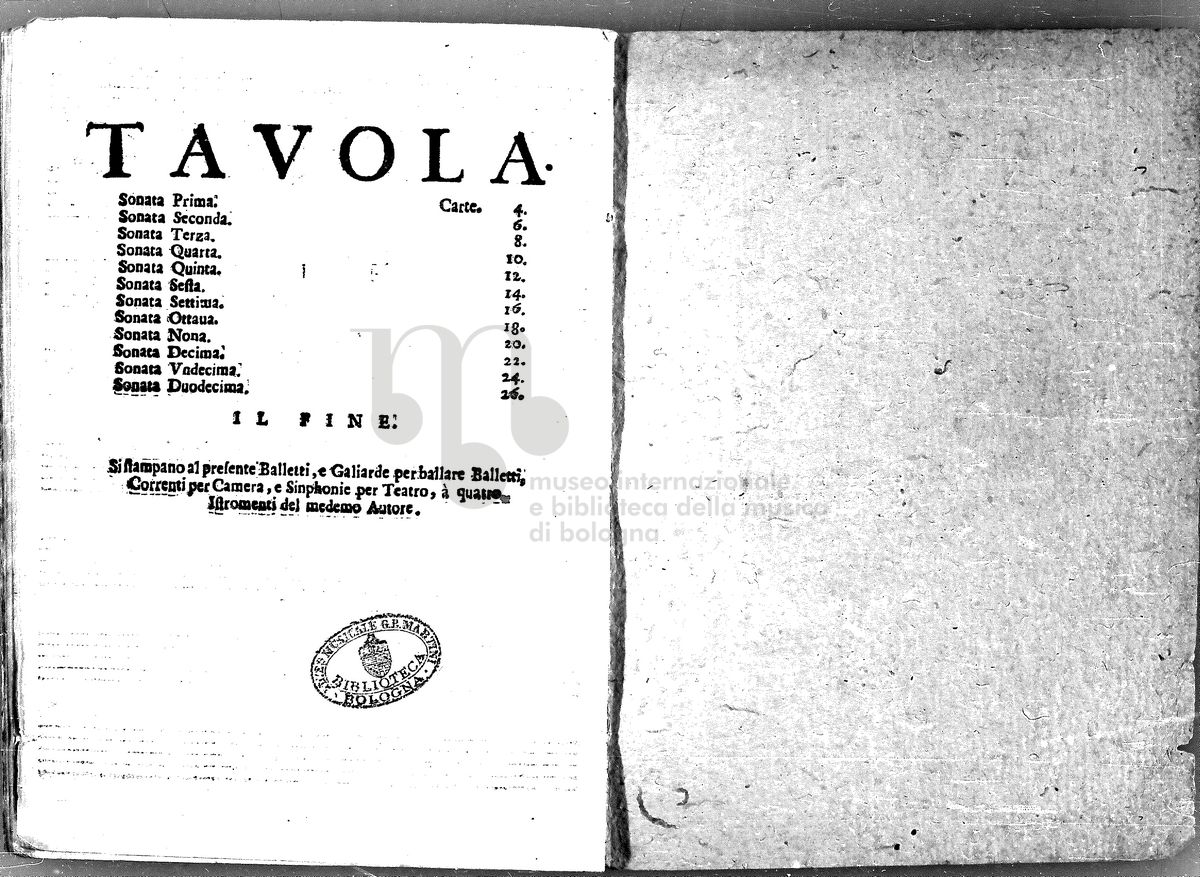 TAVOLA.
Sonata Prima. Carte. 4.
Sonata Seconda. 6.
Sonata Terza. 8.
Sonata Quarta. 10.
Sonata Quinta. 12.
Sonata Sesta. 14.
Sonata Settima. 16.
Sonata Ottaua. 18.
Sonata Nona. 20.
Sonata Decima. 22.
Sonata Vndecima. 24.
Sonata Duodecima. 26.
IL FINE.
Si stampano al presente Balletti, e Galiarde per ballare Balletti,
Correnti per Camera, e Sinphonie per Teatro, à quatro
Istromenti del medemo Autore.
museo internazionale
e biblioteca della musica
di bologna
MUSICALE G.B. MARTINI
BIBLIOTECA
BOLOGNA